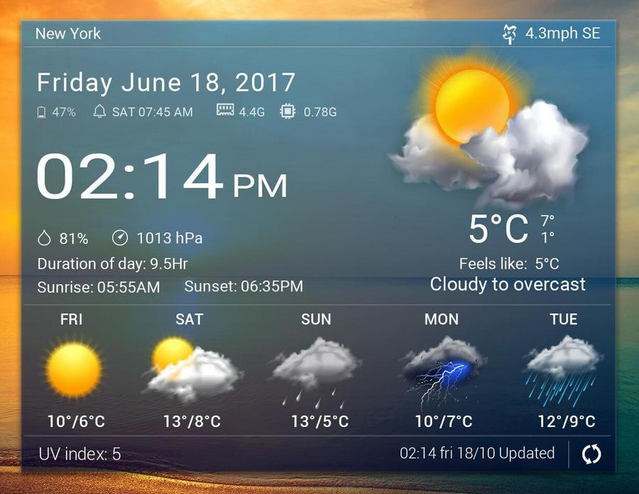 New York 4.3mph SE
Friday June 18, 2017
47% SAT 07:45 AM 4.4G 0.78G
02:14 PM
5°C 7° 1°
81% 1013 hPa
Duration of day: 9.5Hr Feels like: 5°C
Sunrise: 05:55AM Sunset: 06:35PM Cloudy to overcast
FRI SAT SUN MON TUE
10°/6°C 13°/8°C 13°/5°C 10°/7°C 12°/9°C
UV index: 5 02:14 fri 18/10 Updated